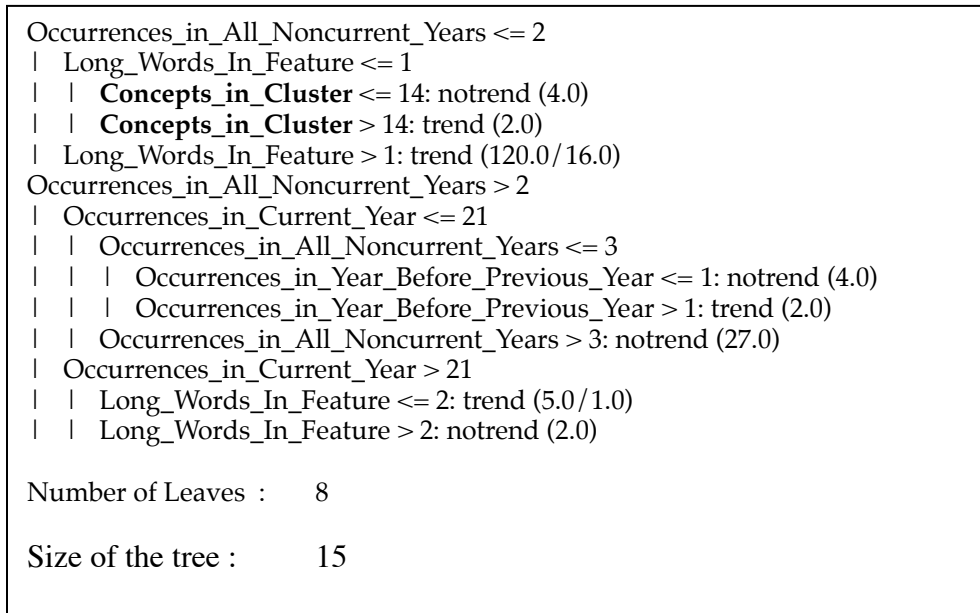 Occurrences_in_All_Noncurrent_Years <= 2
| Long_Words_In_Feature <= 1
| | Concepts_in_Cluster <= 14: notrend (4.0)
| | Concepts_in_Cluster > 14: trend (2.0)
| Long_Words_In_Feature > 1: trend (120.0/16.0)
Occurrences_in_All_Noncurrent_Years > 2
| Occurrences_in_Current_Year <= 21
| | Occurrences_in_All_Noncurrent_Years <= 3
| | | Occurrences_in_Year_Before_Previous_Year <= 1: notrend (4.0)
| | | Occurrences_in_Year_Before_Previous_Year > 1: trend (2.0)
| | Occurrences_in_All_Noncurrent_Years > 3: notrend (27.0)
| Occurrences_in_Current_Year > 21
| | Long_Words_In_Feature <= 2: trend (5.0/1.0)
| | Long_Words_In_Feature > 2: notrend (2.0)
Number of Leaves : 8
Size of the tree : 15